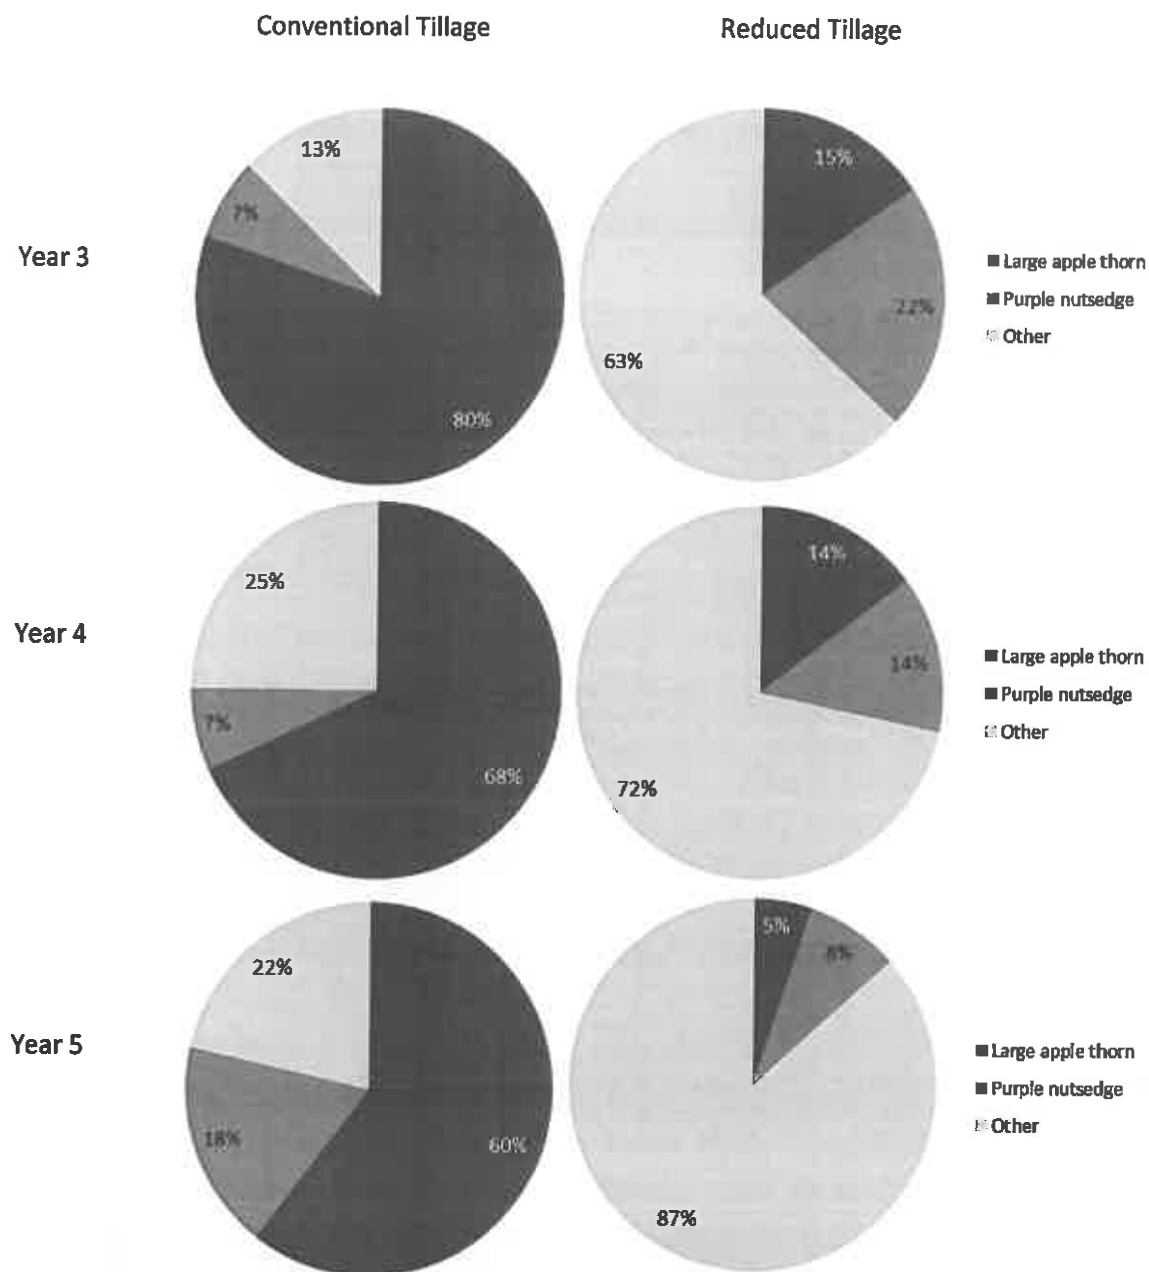 Conventional Tillage
Reduced Tillage
Year 3
13%
7%
80%
15%
22%
63%
Large apple thorn
Purple nutsedge
Other
Year 4
25%
7%
68%
14%
14%
72%
Large apple thorn
Purple nutsedge
Other
Year 5
22%
18%
60%
5%
8%
87%
Large apple thorn
Purple nutsedge
Other